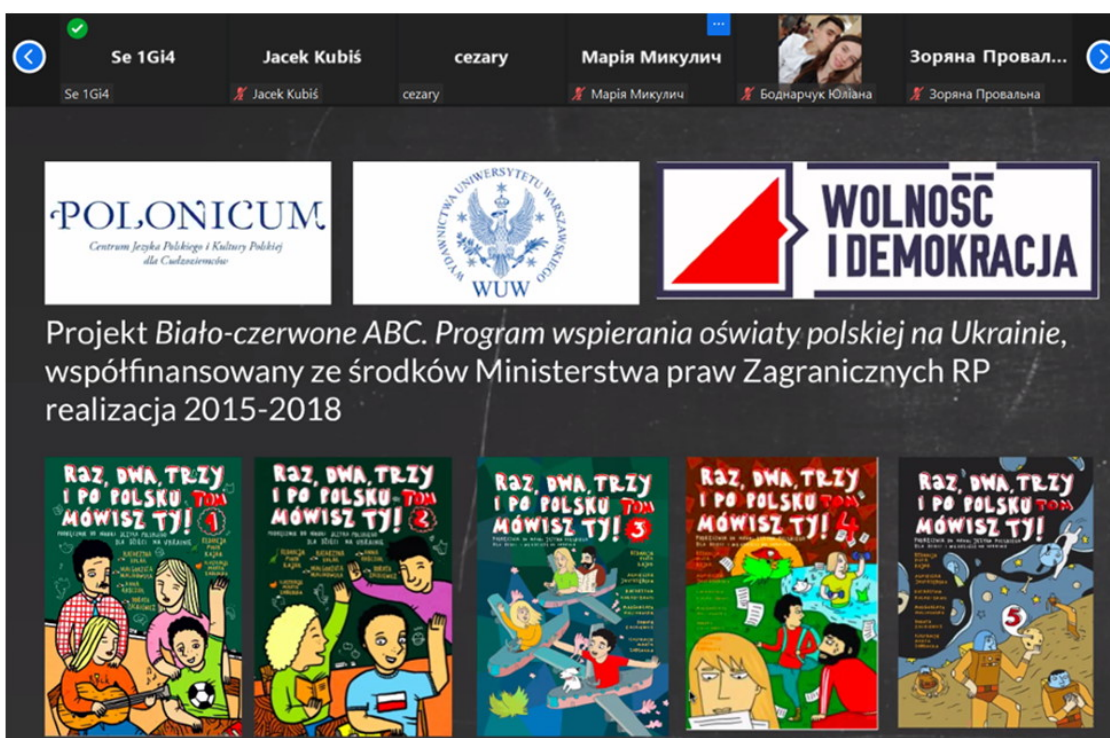 Se 1Gi4
Jacek Kubiś
cezary
Марія Микулич
Зоряна Провал...
Se 1Gi4
Jacek Kubiś
cezary
Марія Микулич
Боднарчук Юліана
Зоряна Провальна
POLONICUM
Centrum Języka Polskiego i Kultury Polskiej
dla Cudzoziemców
WYDAWNICTWA UNIWERSYTETU WARSZAWSKIEGO
WUW
WOLNOŚĆ
I DEMOKRACJA
Projekt Biało-czerwone ABC. Program wspierania oświaty polskiej na Ukrainie,
współfinansowany ze środków Ministerstwa praw Zagranicznych RP
realizacja 2015-2018
RAZ, DWA, TRZY
I PO POLSKU TOM
MÓWISZ TY! 1
RAZ, DWA, TRZY
I PO POLSKU TOM
MÓWISZ TY! 2
RAZ, DWA, TRZY
I PO POLSKU TOM
MÓWISZ TY! 3
RAZ, DWA, TRZY
I PO POLSKU TOM
MÓWISZ TY! 4
RAZ, DWA, TRZY
I PO POLSKU TOM
MÓWISZ TY!
5